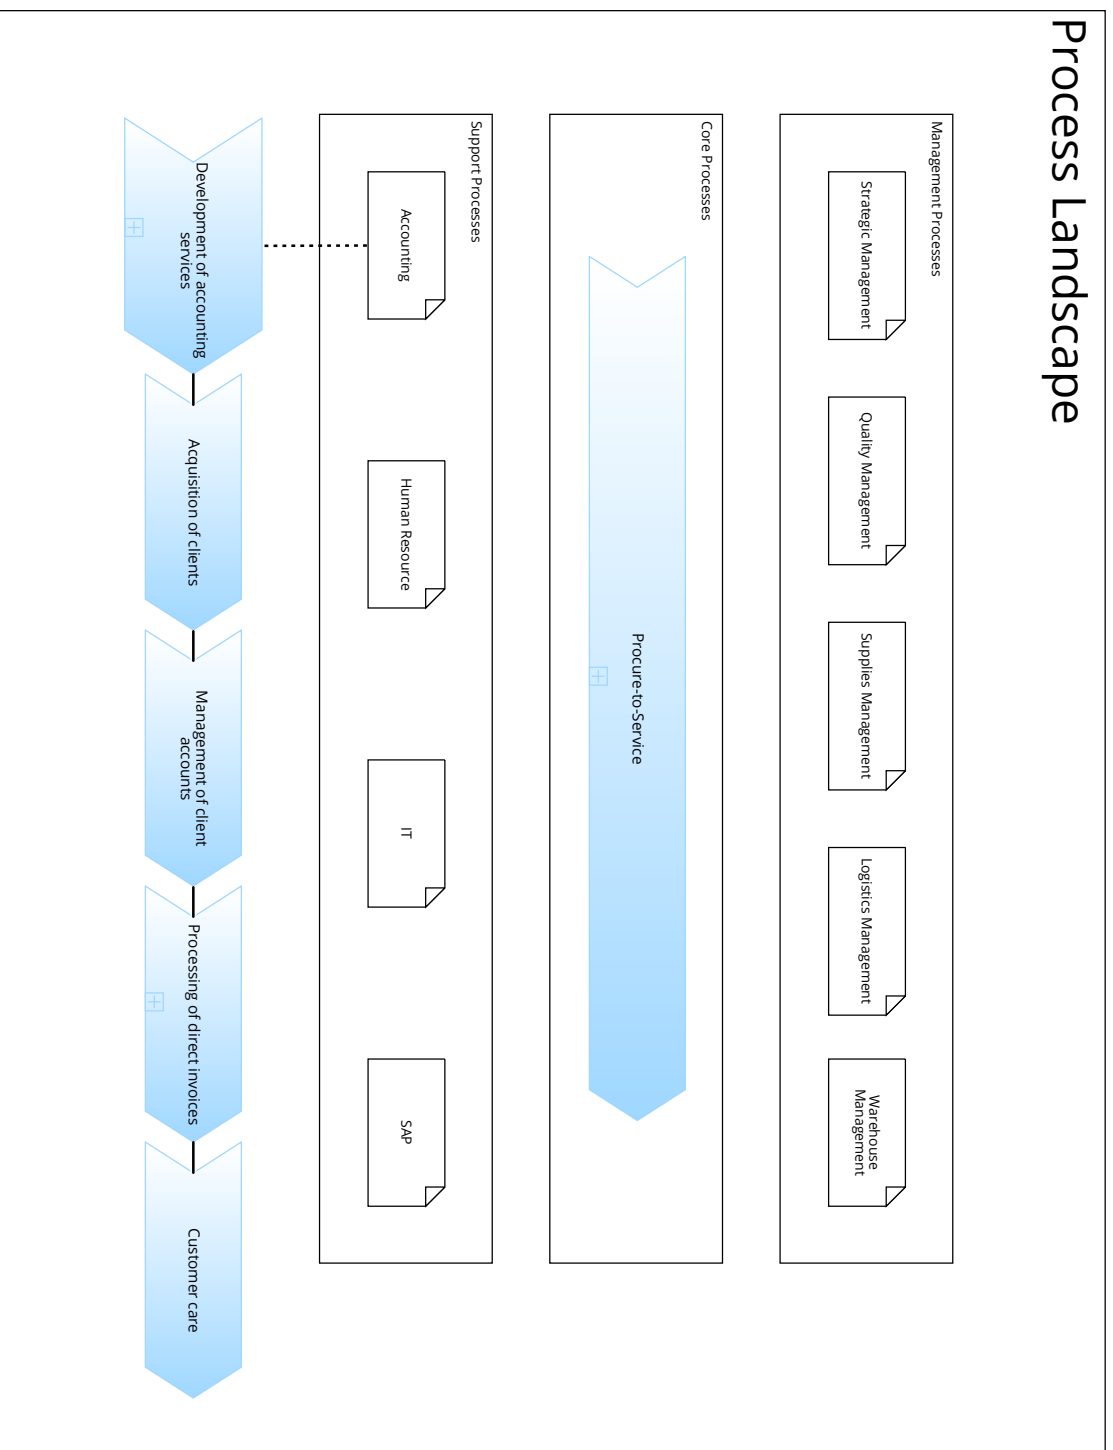 Process Landscape
Management Processes
Strategic Management
Quality Management
Supplies Management
Logistics Management
Warehouse
Management
Core Processes
Procure-to-Service
Support Processes
Accounting
Human Resource
IT
SAP
Development of accounting
services
Acquisition of clients
Management of client
accounts
Processing of direct invoices
Customer care